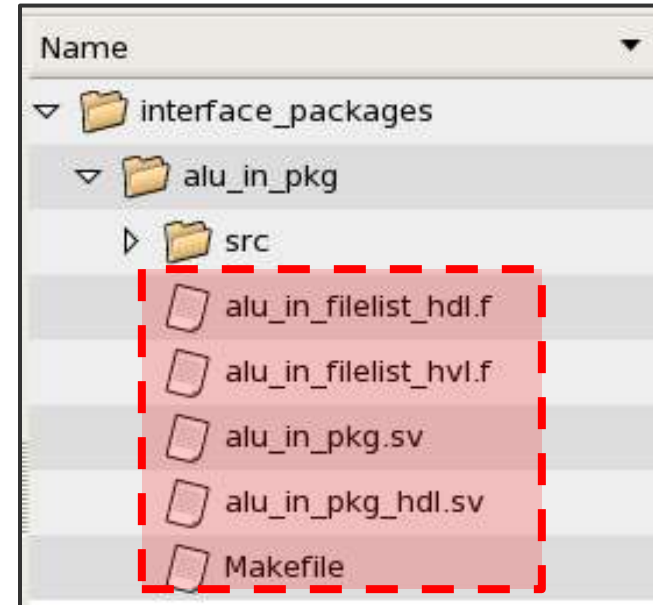 Name
interface_packages
alu_in_pkg
src
alu_in_filelist_hdl.f
alu_in_filelist_hvl.f
alu_in_pkg.sv
alu_in_pkg_hdl.sv
Makefile